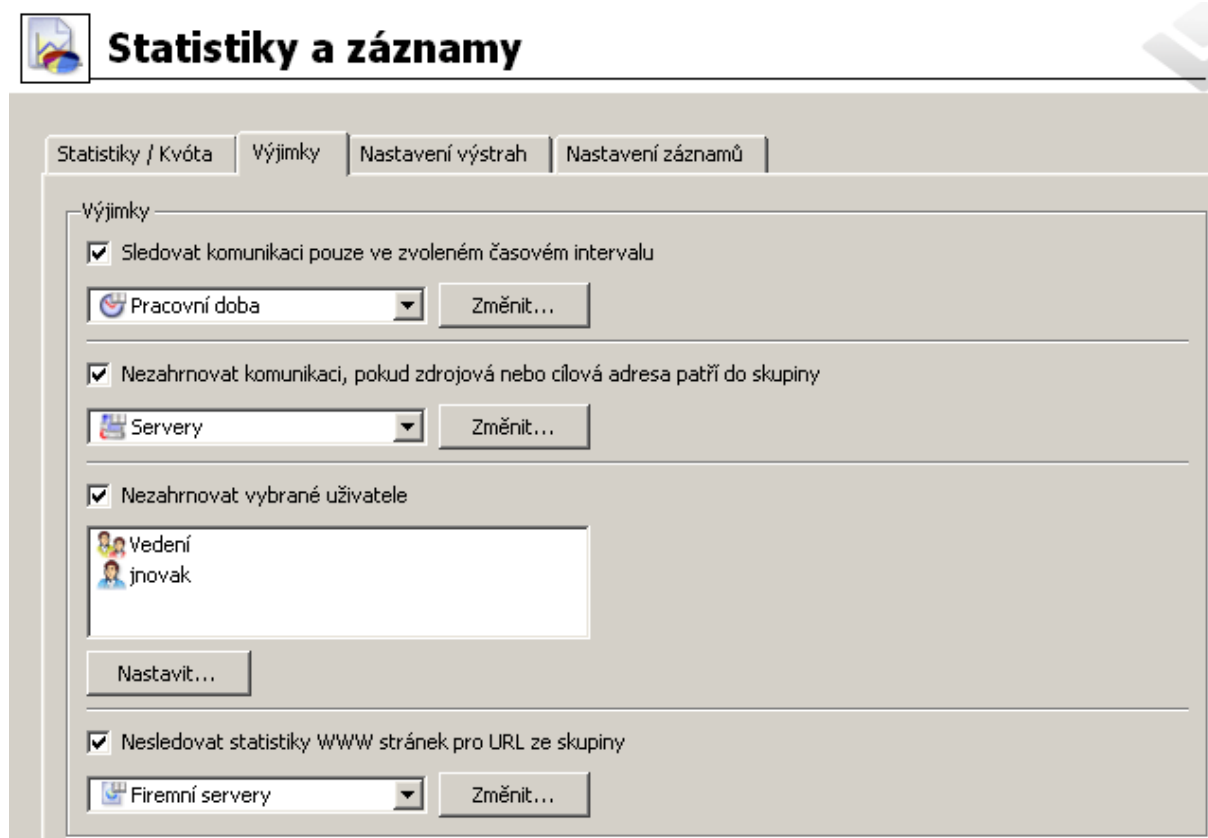 Statistiky a záznamy
Statistiky / Kvóta Výjimky Nastavení výstrah Nastavení záznamů
Výjimky
Sledovat komunikaci pouze ve zvoleném časovém intervalu
Pracovní doba Změnit...
Nezahrnovat komunikaci, pokud zdrojová nebo cílová adresa patří do skupiny
Servery Změnit...
Nezahrnovat vybrané uživatele
Vedení
jnovak
Nastavit...
Nesledovat statistiky WWW stránek pro URL ze skupiny
Firemní servery Změnit...